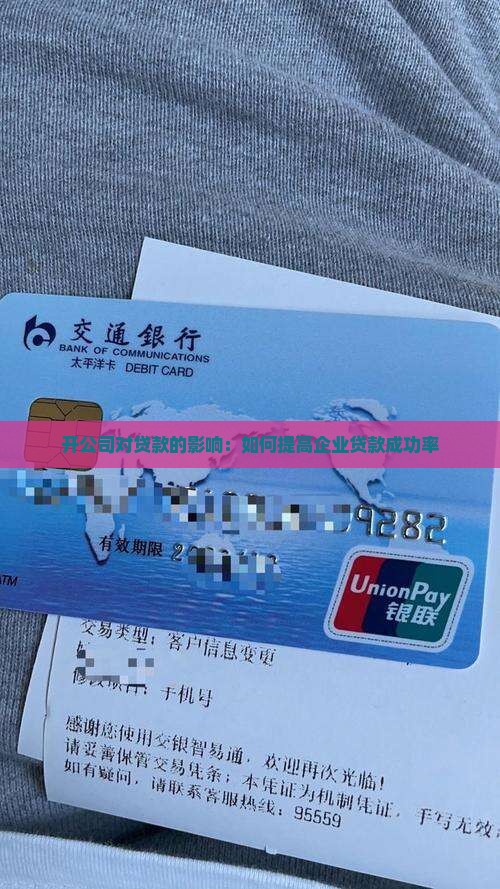 交通銀行
BANK OF COMMUNICATIONS
太平洋卡 DEBIT CARD
开公司对贷款的影响：如何提高企业贷款成功率
9282
有效期限
ATM
UnionPay
银联
交易类型：客户信息变更
手机号
感谢您使用交银智易通，欢迎再次光临！
请妥善保管交易凭条；本凭证为机制凭证，手写无效
如有疑问，请联系客服热线：95559